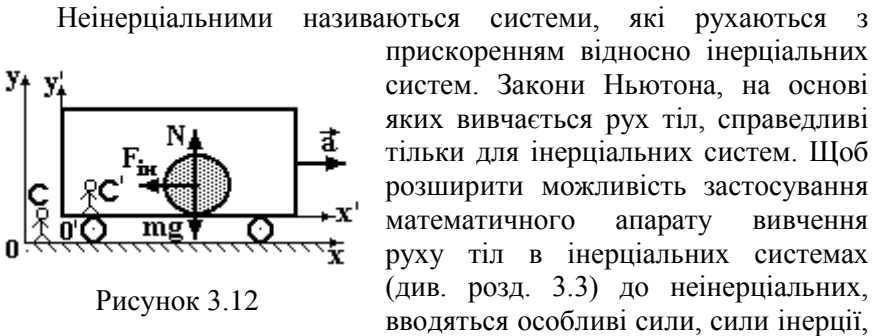 Неінерціальними називаються системи, які рухаються з
прискоренням відносно інерціальних
систем. Закони Ньютона, на основі
яких вивчається рух тіл, справедливі
тільки для інерціальних систем. Щоб
розширити можливість застосування
математичного апарату вивчення
руху тіл в інерціальних системах
(див. розд. 3.3) до неінерціальних,
вводяться особливі сили, сили інерції,
y y'
N
a
Fін
C C'
x'
0' mg
0 x
Рисунок 3.12